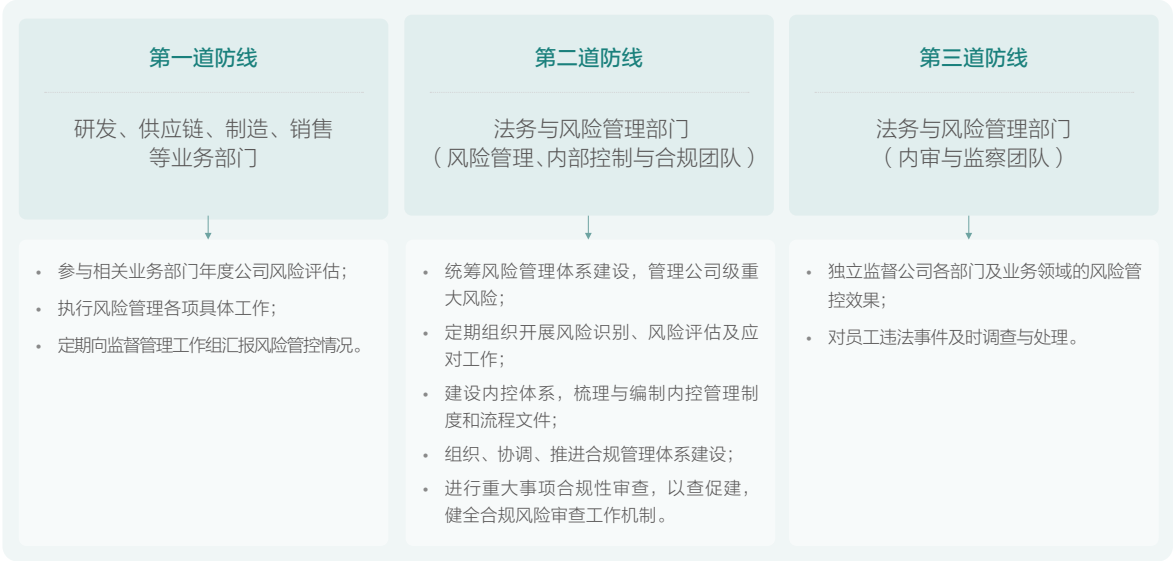 第一道防线
研发、供应链、制造、销售
等业务部门
• 参与相关业务部门年度公司风险评估；
• 执行风险管理各项具体工作；
• 定期向监督管理工作组汇报风险管控情况。
第二道防线
法务与风险管理部门
（风险管理、内部控制与合规团队）
• 统筹风险管理体系建设，管理公司级重
大风险；
• 定期组织开展风险识别、风险评估及应
对工作；
• 建设内控体系，梳理与编制内控管理制
度和流程文件；
• 组织、协调、推进合规管理体系建设；
• 进行重大事项合规性审查，以查促建，
健全合规风险审查工作机制。
第三道防线
法务与风险管理部门
（内审与监察团队）
• 独立监督公司各部门及业务领域的风险管
控效果；
• 对员工违法事件及时调查与处理。